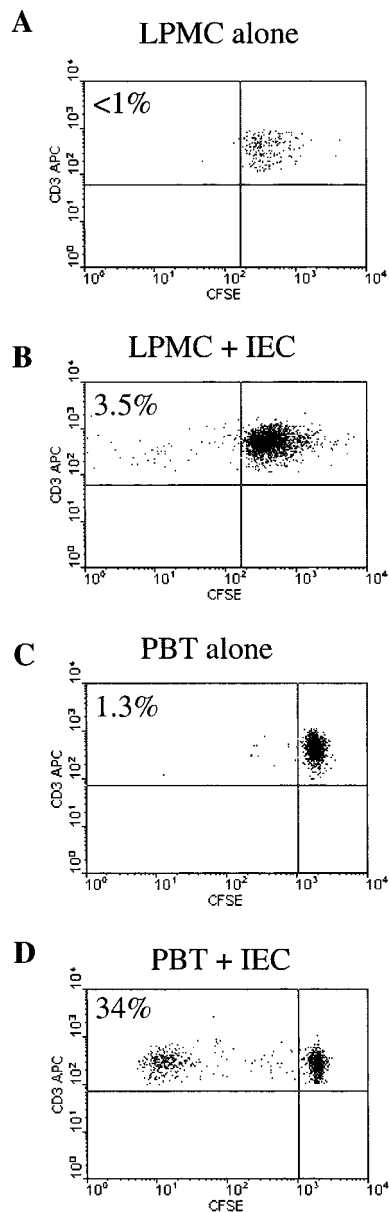 A
LPMC alone
<1%
CD3 APC
10⁴
10³
10²
10¹
10⁰
10⁰ 10¹ 10² 10³ 10⁴
CFSE
B
LPMC + IEC
3.5%
CD3 APC
10⁴
10³
10²
10¹
10⁰
10⁰ 10¹ 10² 10³ 10⁴
CFSE
C
PBT alone
1.3%
CD3 APC
10⁴
10³
10²
10¹
10⁰
10⁰ 10¹ 10² 10³ 10⁴
CFSE
D
PBT + IEC
34%
CD3 APC
10⁴
10³
10²
10¹
10⁰
10⁰ 10¹ 10² 10³ 10⁴
CFSE